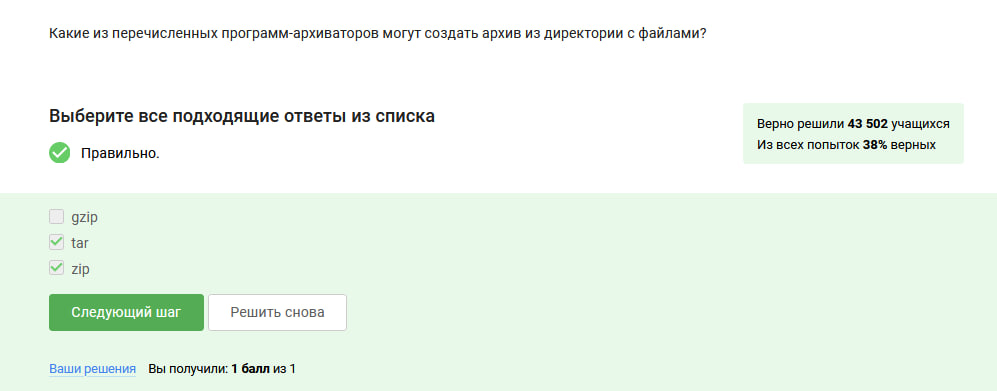 Какие из перечисленных программ-архиваторов могут создать архив из директории с файлами?
Выберите все подходящие ответы из списка
Правильно.
Верно решили 43 502 учащихся
Из всех попыток 38% верных
gzip
tar
zip
Следующий шаг
Решить снова
Ваши решения Вы получили: 1 балл из 1